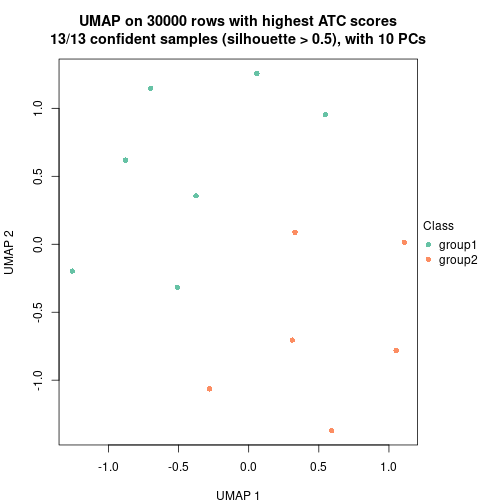 UMAP on 30000 rows with highest ATC scores
13/13 confident samples (silhouette > 0.5), with 10 PCs
1.0
0.5
0.0
-0.5
-1.0
UMAP 2
-1.0 -0.5 0.0 0.5 1.0
UMAP 1
Class
group1
group2